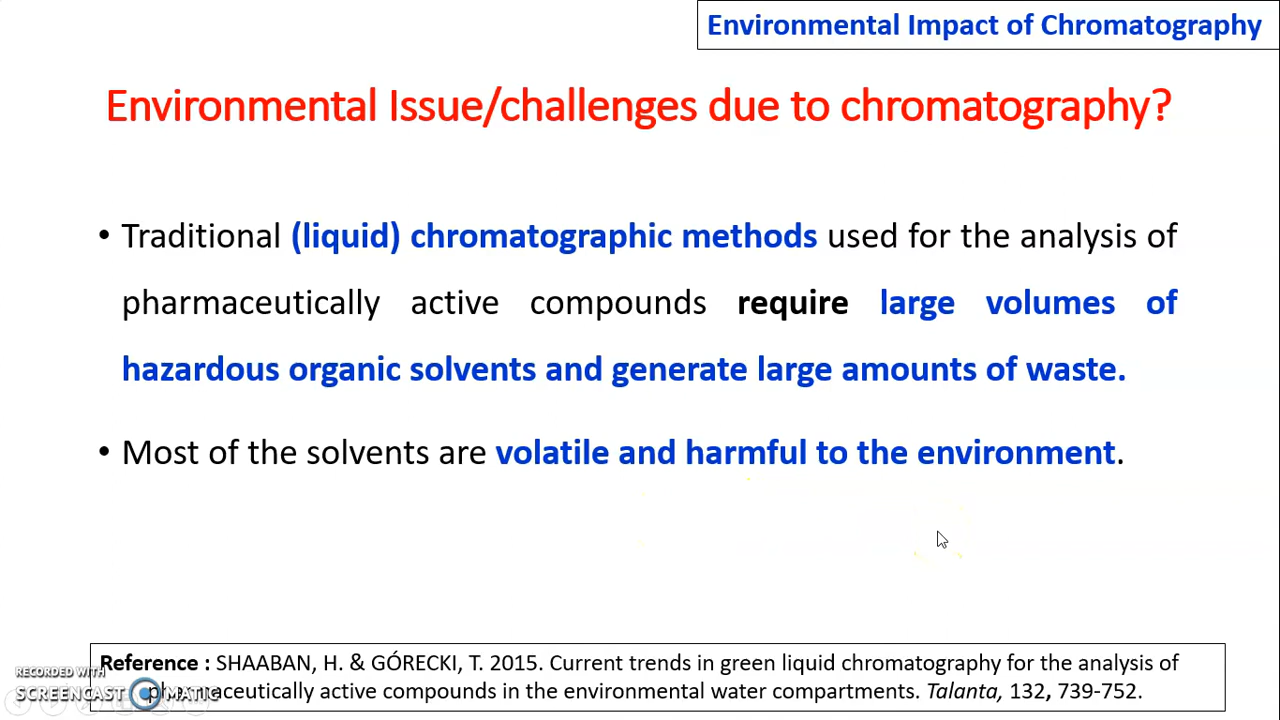 Environmental Impact of Chromatography
Environmental Issue/challenges due to chromatography?
• Traditional (liquid) chromatographic methods used for the analysis of
pharmaceutically active compounds require large volumes of
hazardous organic solvents and generate large amounts of waste.
• Most of the solvents are volatile and harmful to the environment.
Reference : SHAABAN, H. & GÓRECKI, T. 2015. Current trends in green liquid chromatography for the analysis of
pharmaceutically active compounds in the environmental water compartments. Talanta, 132, 739-752.
RECORDED WITH
SCREENCAST MATIC